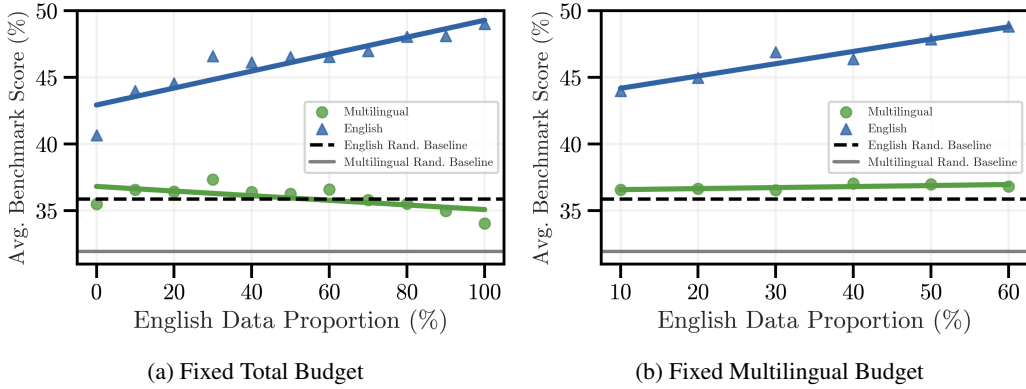 50
45
40
35
Avg. Benchmark Score (%)
Multilingual
English
English Rand. Baseline
Multilingual Rand. Baseline
0 20 40 60 80 100
English Data Proportion (%)
(a) Fixed Total Budget
50
45
40
35
Avg. Benchmark Score (%)
Multilingual
English
English Rand. Baseline
Multilingual Rand. Baseline
10 20 30 40 50 60
English Data Proportion (%)
(b) Fixed Multilingual Budget